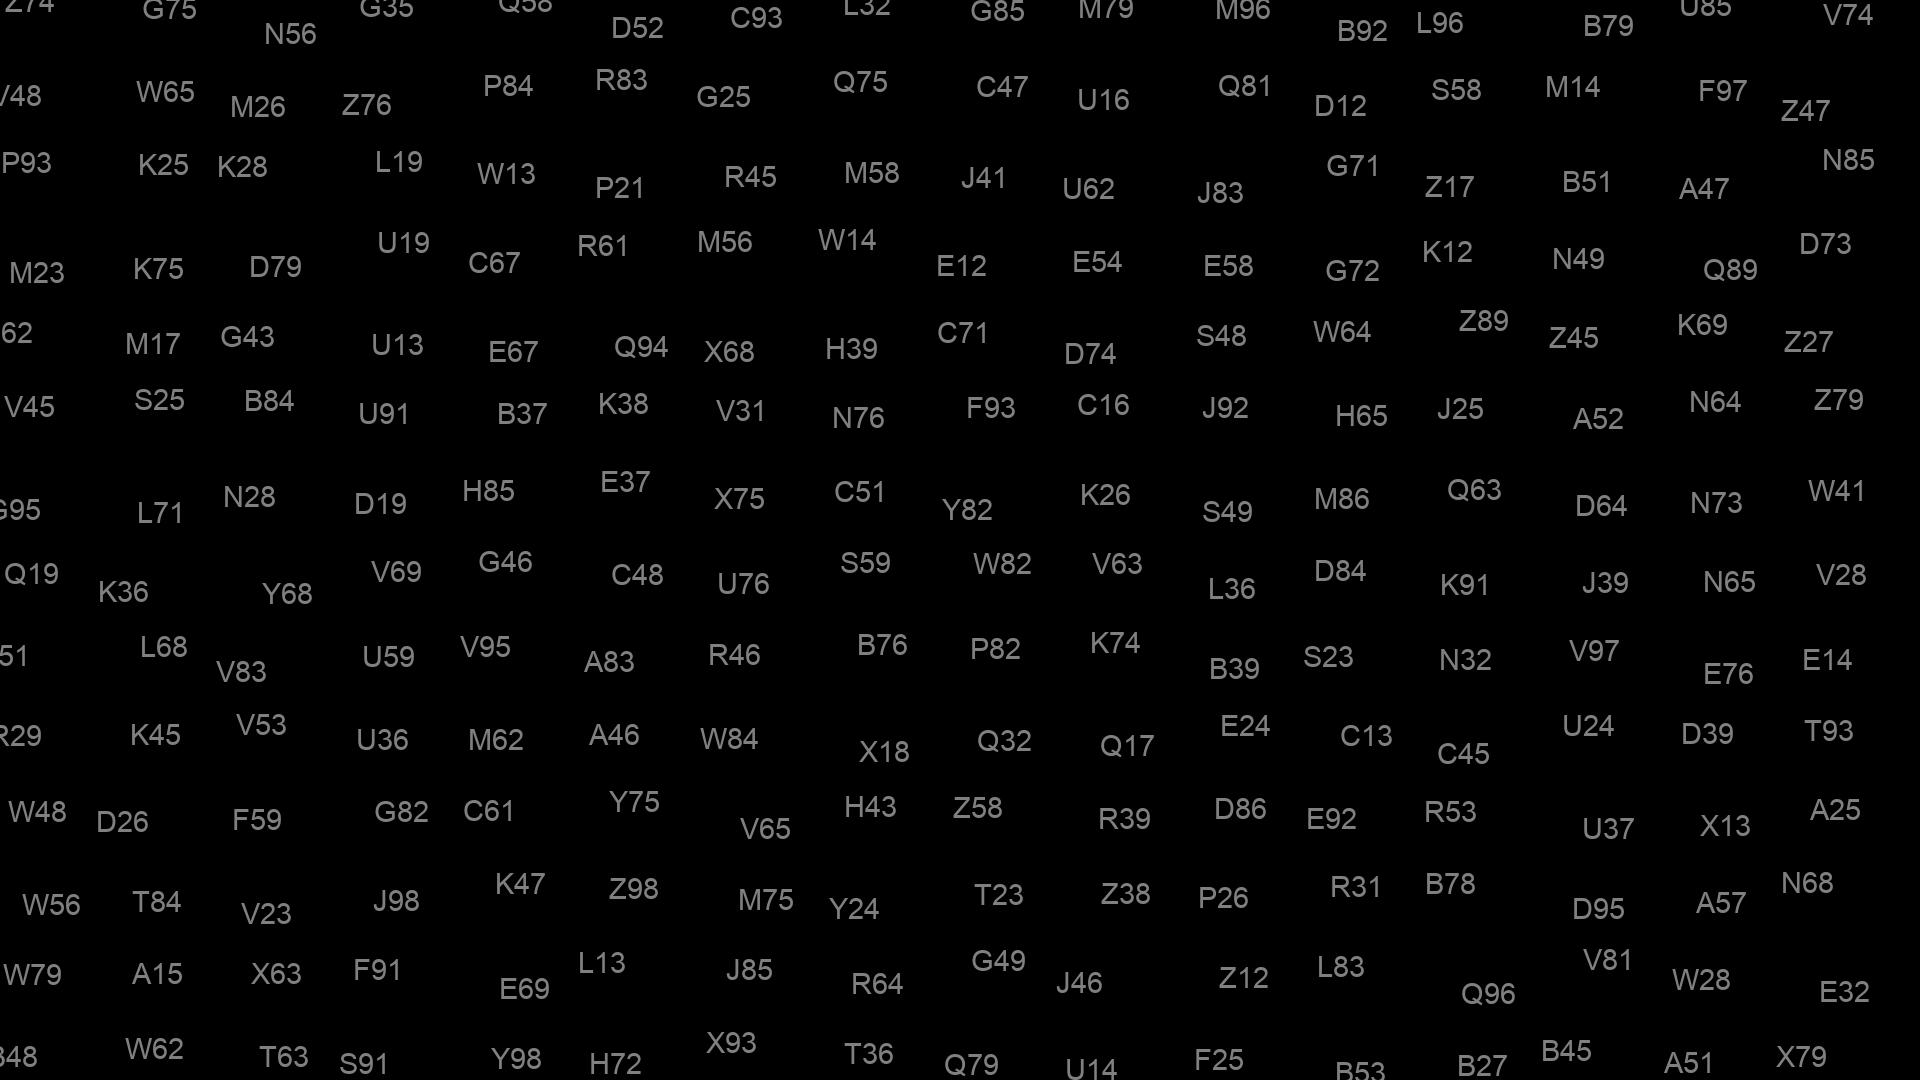 Z74 G75 N56 G35 Q58 D52 C93 L32 G85 M79 M96 B92 L96 B79 U85 V74
V48 W65 M26 Z76 P84 R83 G25 Q75 C47 U16 Q81 D12 S58 M14 F97 Z47
P93 K25 K28 L19 W13 P21 R45 M58 J41 U62 J83 G71 Z17 B51 A47 N85
M23 K75 D79 U19 C67 R61 M56 W14 E12 E54 E58 G72 K12 N49 Q89 D73
62 M17 G43 U13 E67 Q94 X68 H39 C71 D74 S48 W64 Z89 Z45 K69 Z27
V45 S25 B84 U91 B37 K38 V31 N76 F93 C16 J92 H65 J25 A52 N64 Z79
G95 L71 N28 D19 H85 E37 X75 C51 Y82 K26 S49 M86 Q63 D64 N73 W41
Q19 K36 Y68 V69 G46 C48 U76 S59 W82 V63 L36 D84 K91 J39 N65 V28
51 L68 V83 U59 V95 A83 R46 B76 P82 K74 B39 S23 N32 V97 E76 E14
R29 K45 V53 U36 M62 A46 W84 X18 Q32 Q17 E24 C13 C45 U24 D39 T93
W48 D26 F59 G82 C61 Y75 V65 H43 Z58 R39 D86 E92 R53 U37 X13 A25
W56 T84 V23 J98 K47 Z98 M75 Y24 T23 Z38 P26 R31 B78 D95 A57 N68
W79 A15 X63 F91 E69 L13 J85 R64 G49 J46 Z12 L83 Q96 V81 W28 E32
B48 W62 T63 S91 Y98 H72 X93 T36 Q79 U14 F25 B53 B27 B45 A51 X79